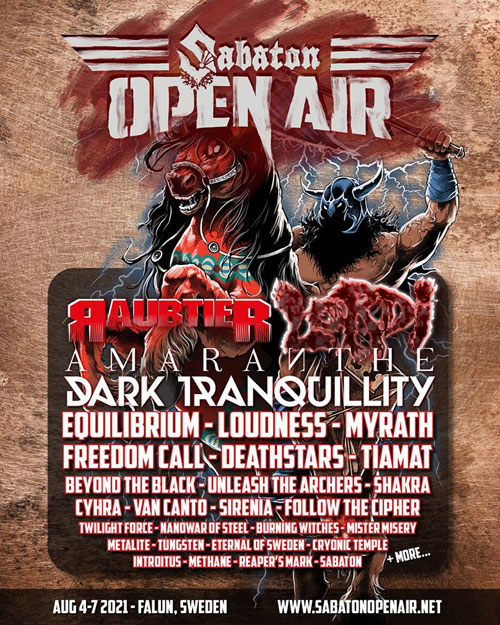 Sabaton
OPEN AIR
RAUBTIER LORDI
AMARANTHE
DARK TRANQUILLITY
EQUILIBRIUM - LOUDNESS - MYRATH
FREEDOM CALL - DEATHSTARS - TIAMAT
BEYOND THE BLACK - UNLEASH THE ARCHERS - SHAKRA
CYHRA - VAN CANTO - SIRENIA - FOLLOW THE CIPHER
TWILIGHT FORCE - NANOWAR OF STEEL - BURNING WITCHES - MISTER MISERY
METALITE - TUNGSTEN - ETERNAL OF SWEDEN - CRYONIC TEMPLE
INTROITUS - METHANE - REAPER'S MARK - SABATON
+ MORE...
AUG 4-7 2021 - FALUN, SWEDEN WWW.SABATONOPENAIR.NET